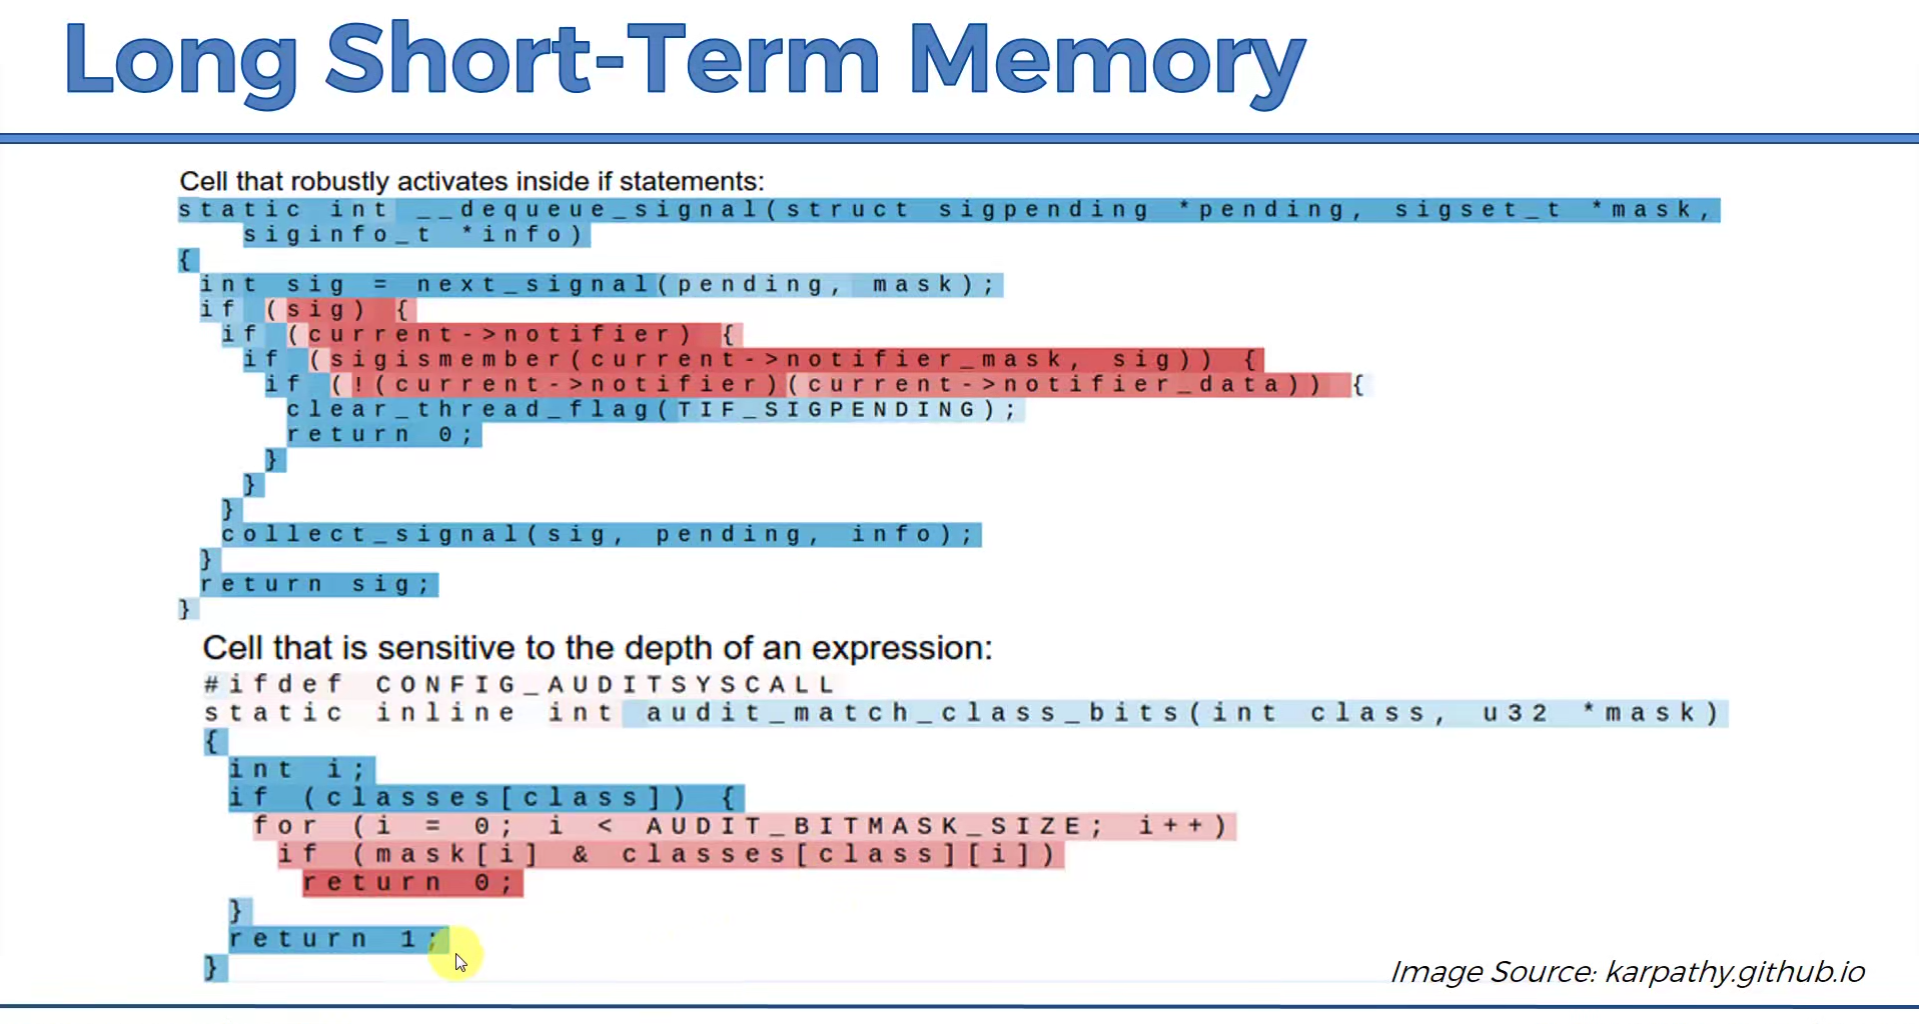 Long Short-Term Memory
Cell that robustly activates inside if statements:
static int __dequeue_signal(struct sigpending *pending, sigset_t *mask,
siginfo_t *info)
{
int sig = next_signal(pending, mask);
if (sig) {
if (current->notifier) {
if (sigismember(current->notifier_mask, sig)) {
if (!(current->notifier)(current->notifier_data)) {
clear_thread_flag(TIF_SIGPENDING);
return 0;
}
}
}
collect_signal(sig, pending, info);
}
return sig;
}
Cell that is sensitive to the depth of an expression:
#ifdef CONFIG_AUDITSYSCALL
static inline int audit_match_class_bits(int class, u32 *mask)
{
int i;
if (classes[class]) {
for (i = 0; i < AUDIT_BITMASK_SIZE; i++)
if (mask[i] & classes[class][i])
return 0;
}
return 1;
}
Image Source: karpathy.github.io